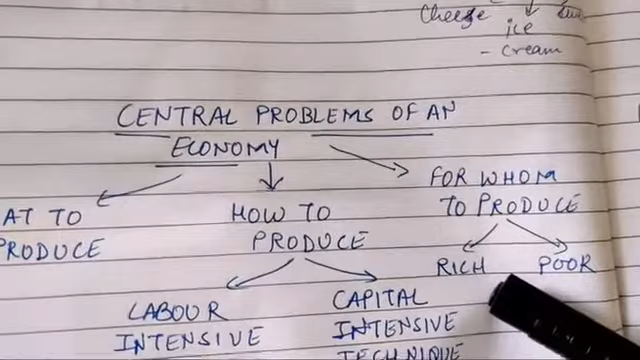 Cheese
ice
- cream
CENTRAL PROBLEMS OF AN
ECONOMY
FOR WHOM
TO PRODUCE
AT TO
PRODUCE
HOW TO
PRODUCE
RICH POOR
LABOUR
INTENSIVE
CAPITAL
INTENSIVE
TECHNIQUE